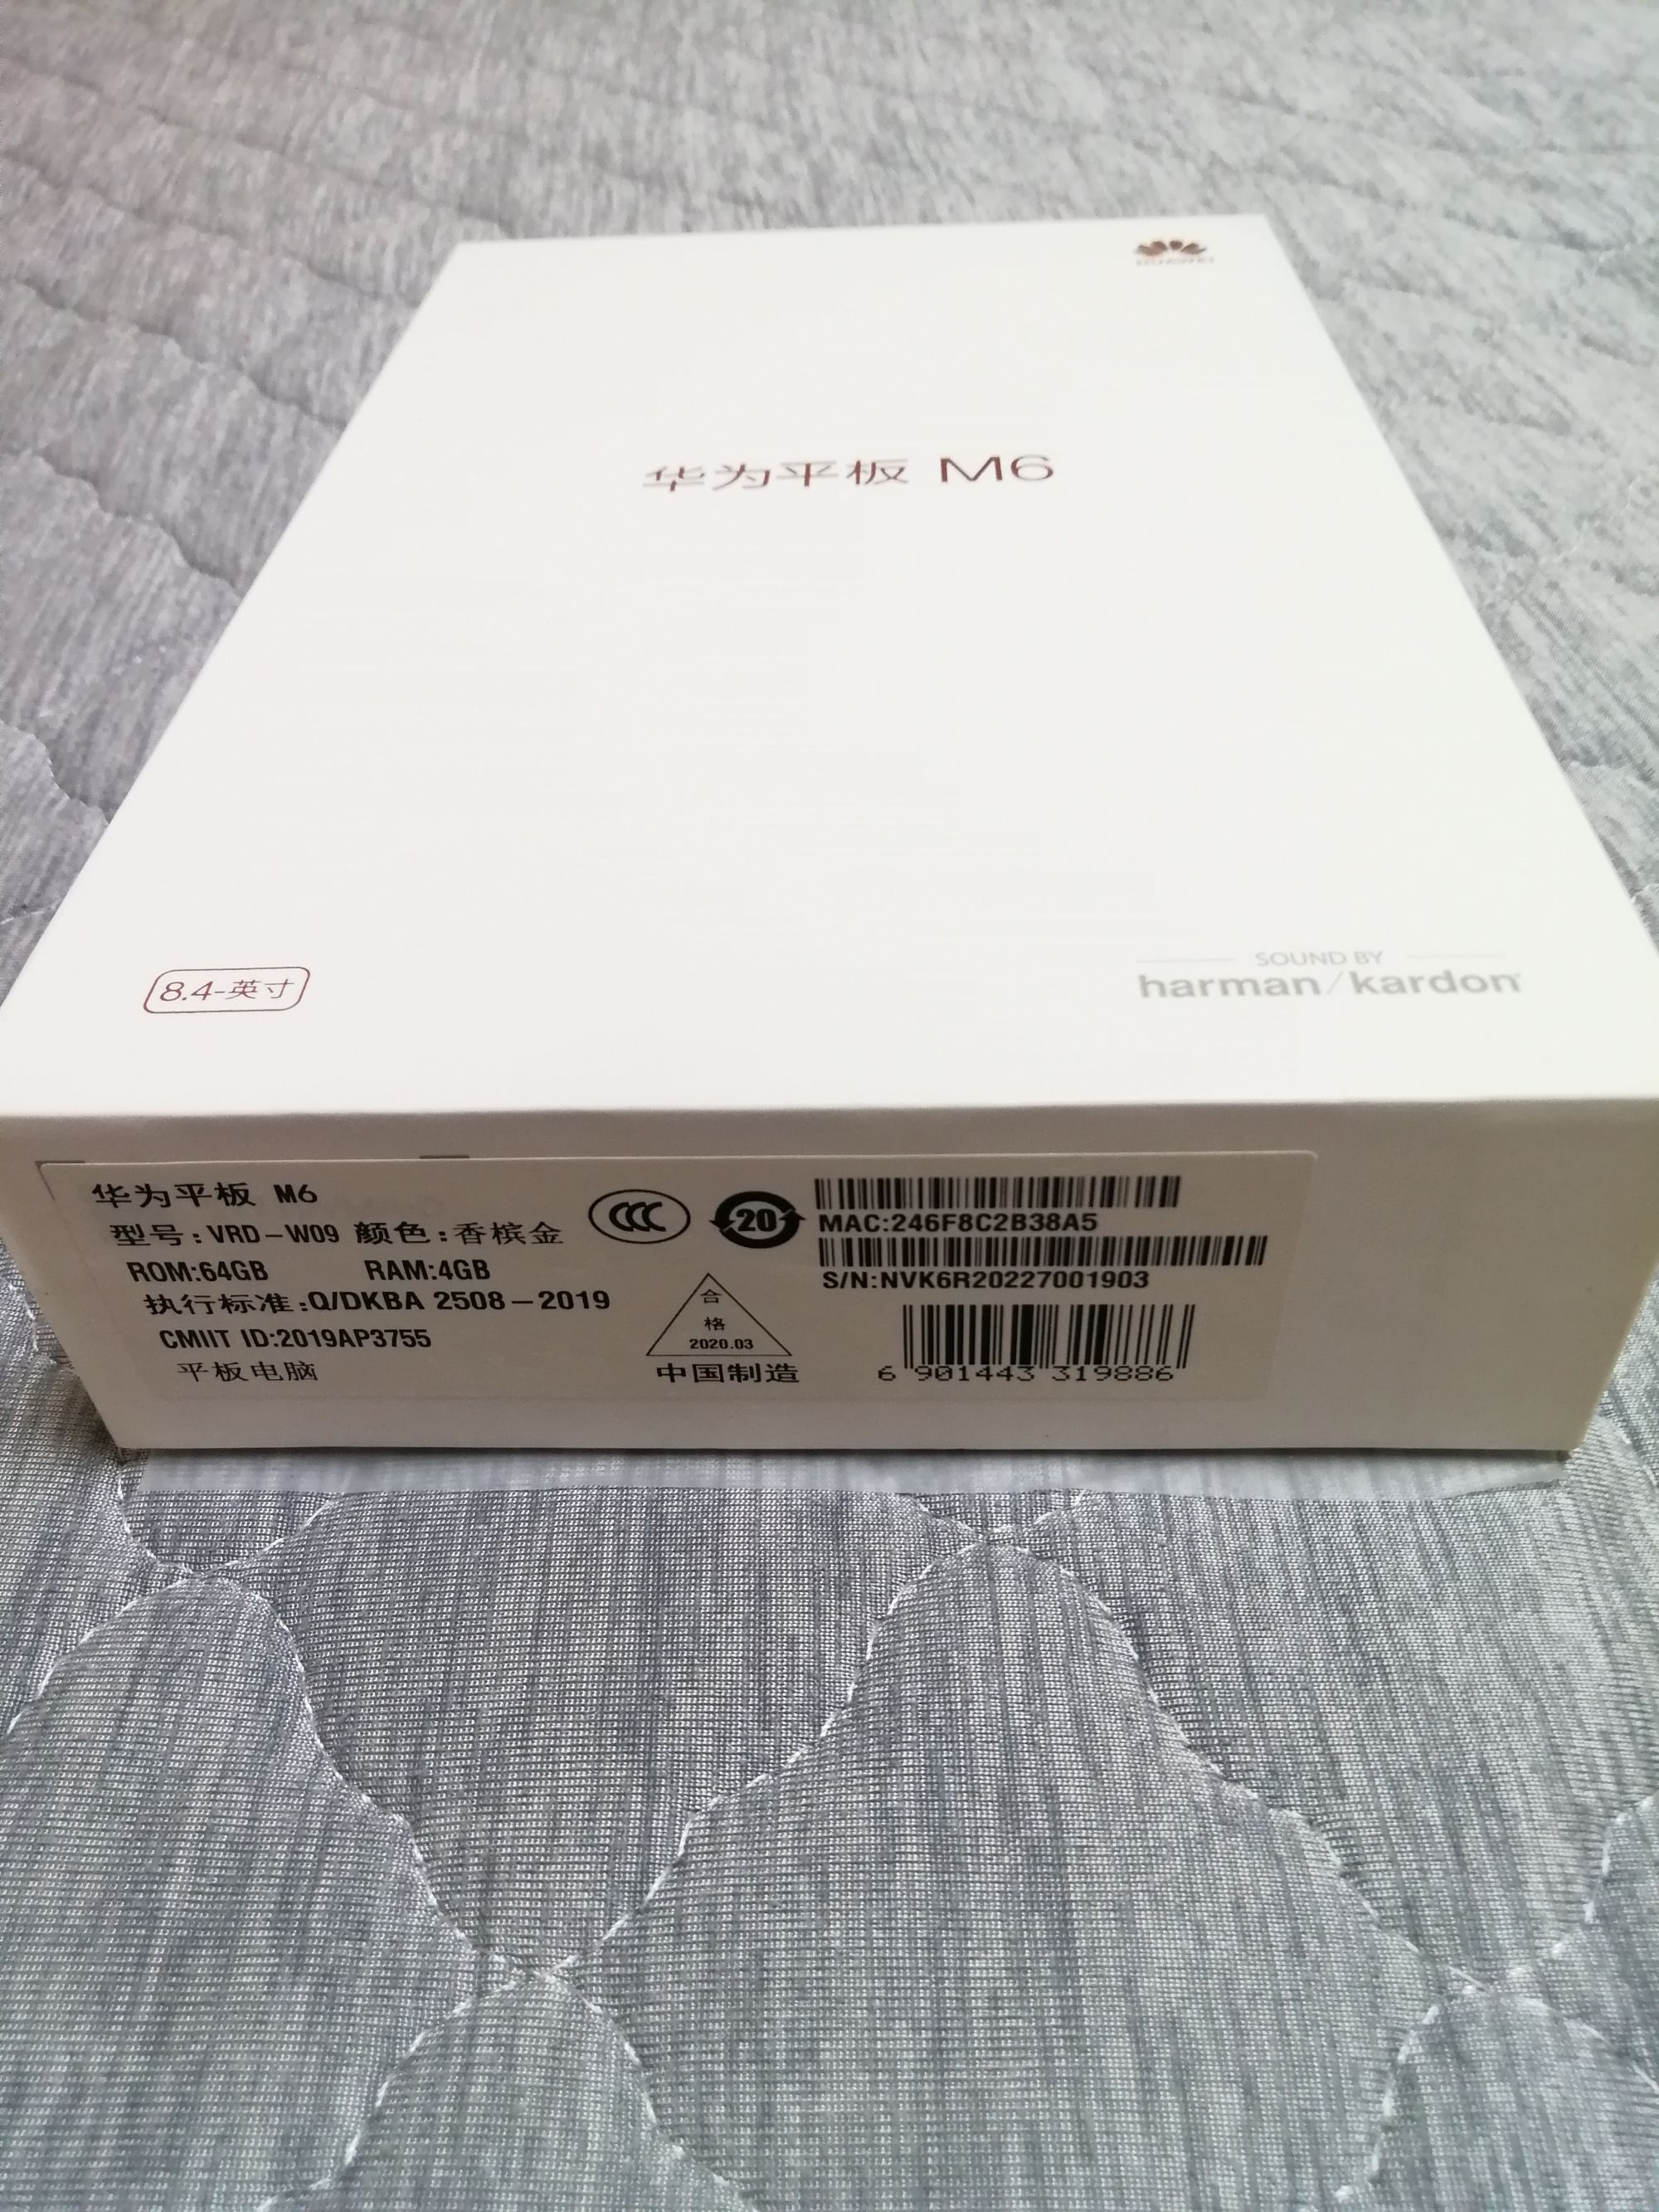 HUAWEI
华为平板 M6
8.4-英寸
SOUND BY
harman/kardon
华为平板 M6
型号:VRD-W09 颜色:香槟金
ROM:64GB RAM:4GB
执行标准:Q/DKBA 2508-2019
CMIIT ID:2019AP3755
平板电脑
CCC
20
合
格
2020.03
中国制造
MAC:246F8C2B38A5
S/N:NVK6R20227001903
6 901443 319886